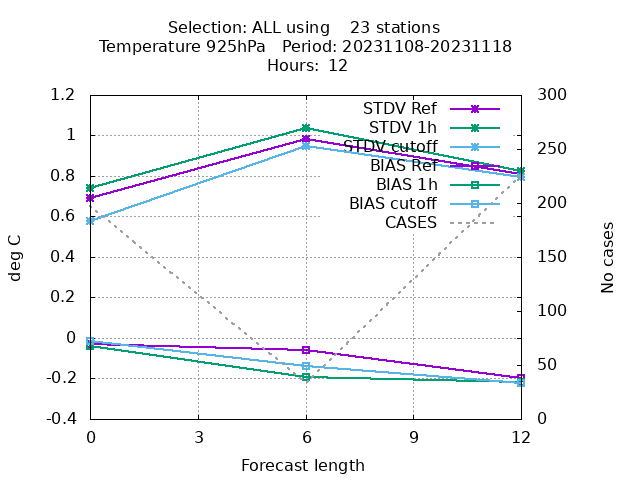 Selection: ALL using    23 stations
Temperature 925hPa   Period: 20231108-20231118
Hours:  12
1.2
1
0.8
0.6
0.4
0.2
0
-0.2
-0.4
300
250
200
150
100
50
0
STDV Ref
STDV 1h
STDV cutoff
BIAS Ref
BIAS 1h
BIAS cutoff
CASES
deg C
No cases
0
3
6
9
12
Forecast length